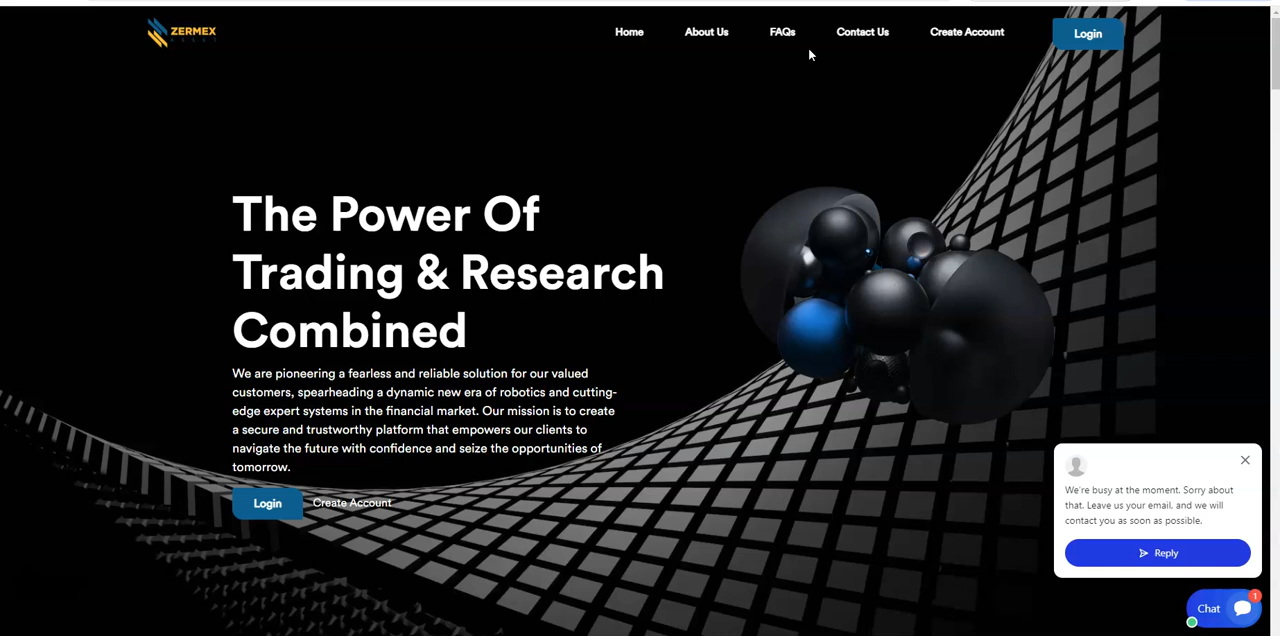 ZERMEX
Home
About Us
FAQs
Contact Us
Create Account
Login
The Power Of
Trading & Research
Combined
We are pioneering a fearless and reliable solution for our valued
customers, spearheading a dynamic new era of robotics and cutting-
edge expert systems in the financial market. Our mission is to create
a secure and trustworthy platform that empowers our clients to
navigate the future with confidence and seize the opportunities of
tomorrow.
Login
Create Account
We're busy at the moment. Sorry about
that. Leave us your email, and we will
contact you as soon as possible.
Reply
Chat
1